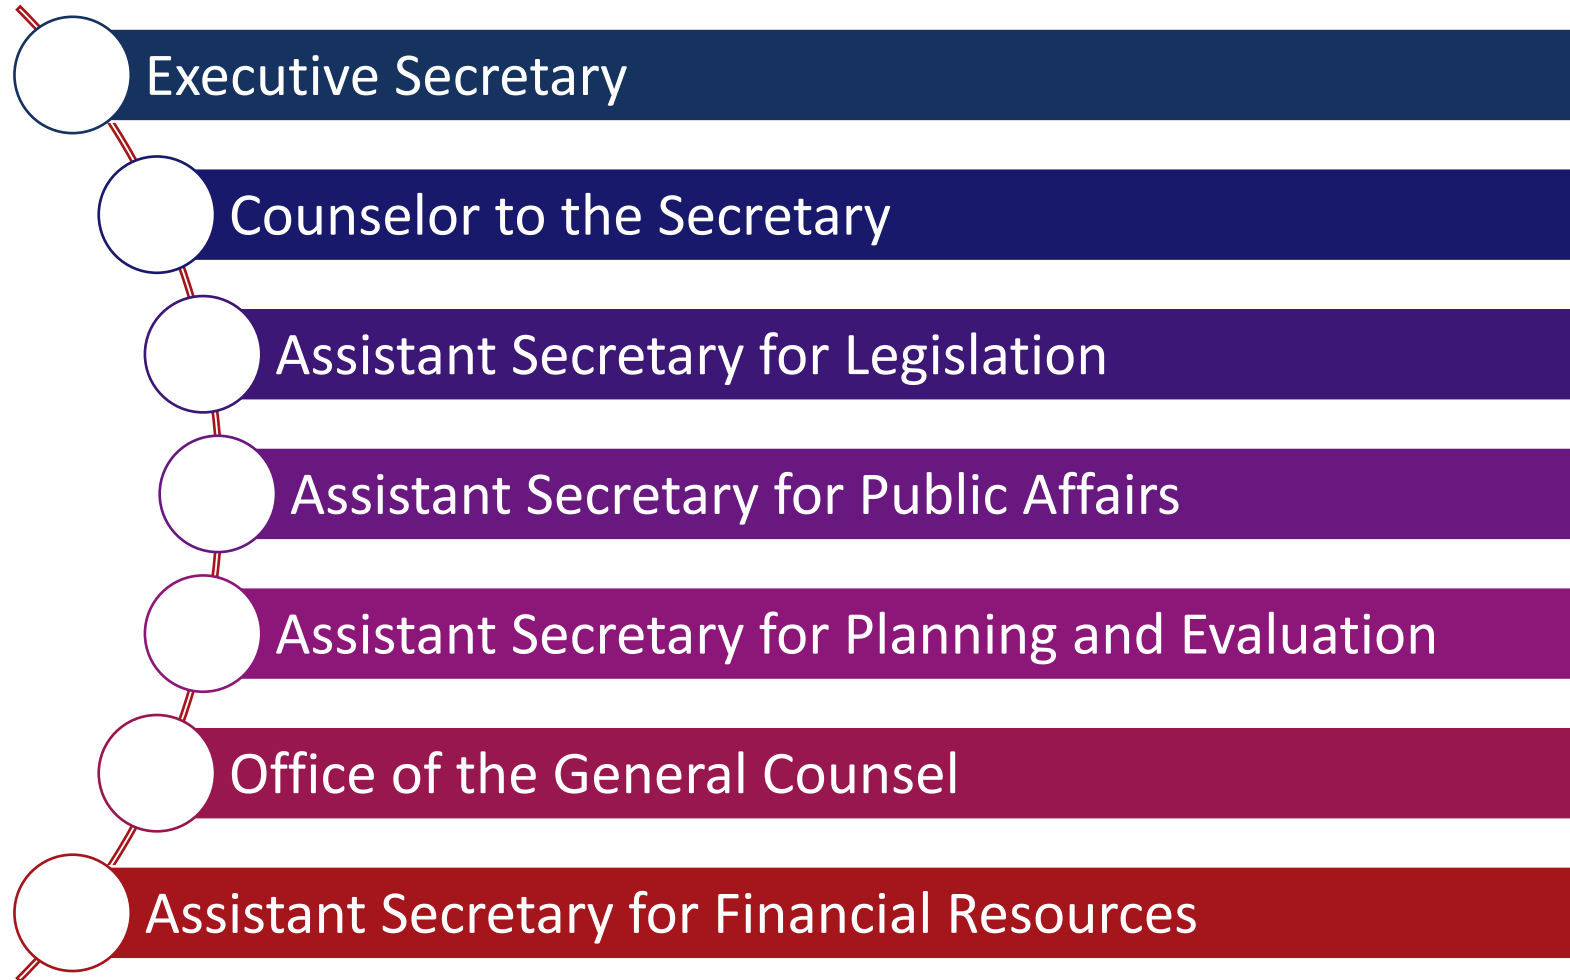 Executive Secretary
Counselor to the Secretary
Assistant Secretary for Legislation
Assistant Secretary for Public Affairs
Assistant Secretary for Planning and Evaluation
Office of the General Counsel
Assistant Secretary for Financial Resources